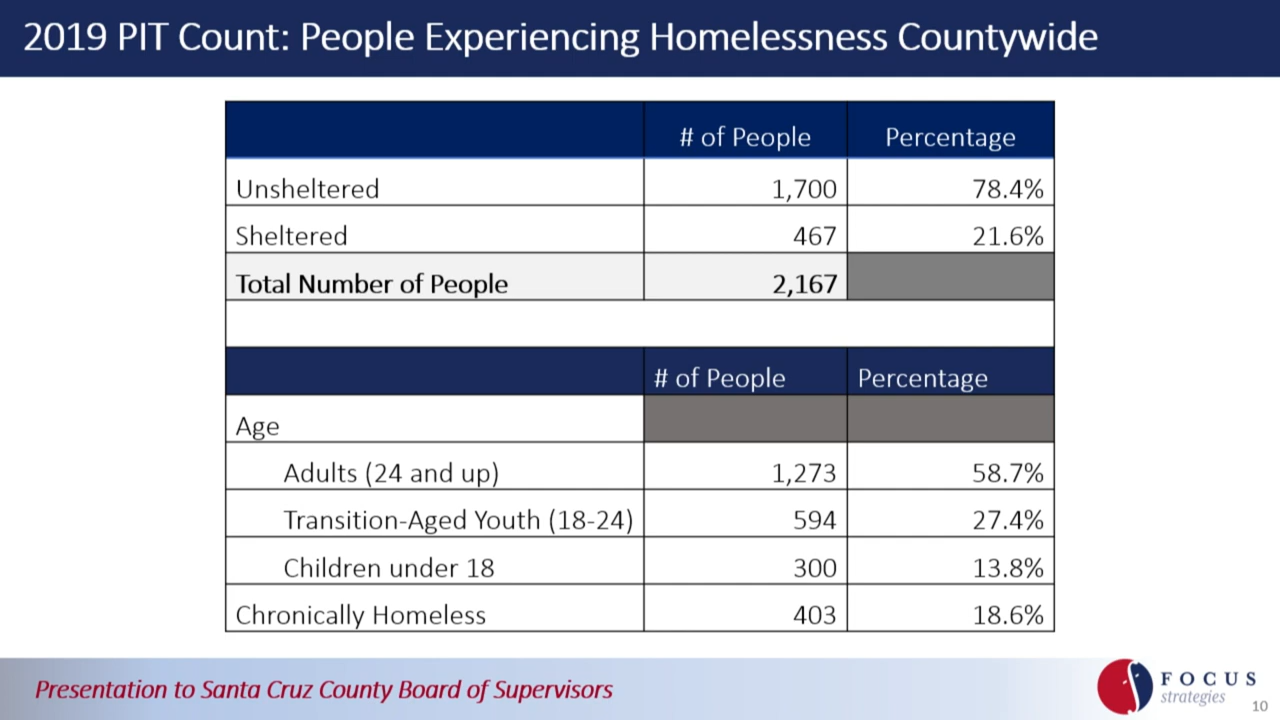 2019 PIT Count: People Experiencing Homelessness Countywide
# of People Percentage
Unsheltered 1,700 78.4%
Sheltered 467 21.6%
Total Number of People 2,167
# of People Percentage
Age
Adults (24 and up) 1,273 58.7%
Transition-Aged Youth (18-24) 594 27.4%
Children under 18 300 13.8%
Chronically Homeless 403 18.6%
Presentation to Santa Cruz County Board of Supervisors
FOCUS
strategies
10